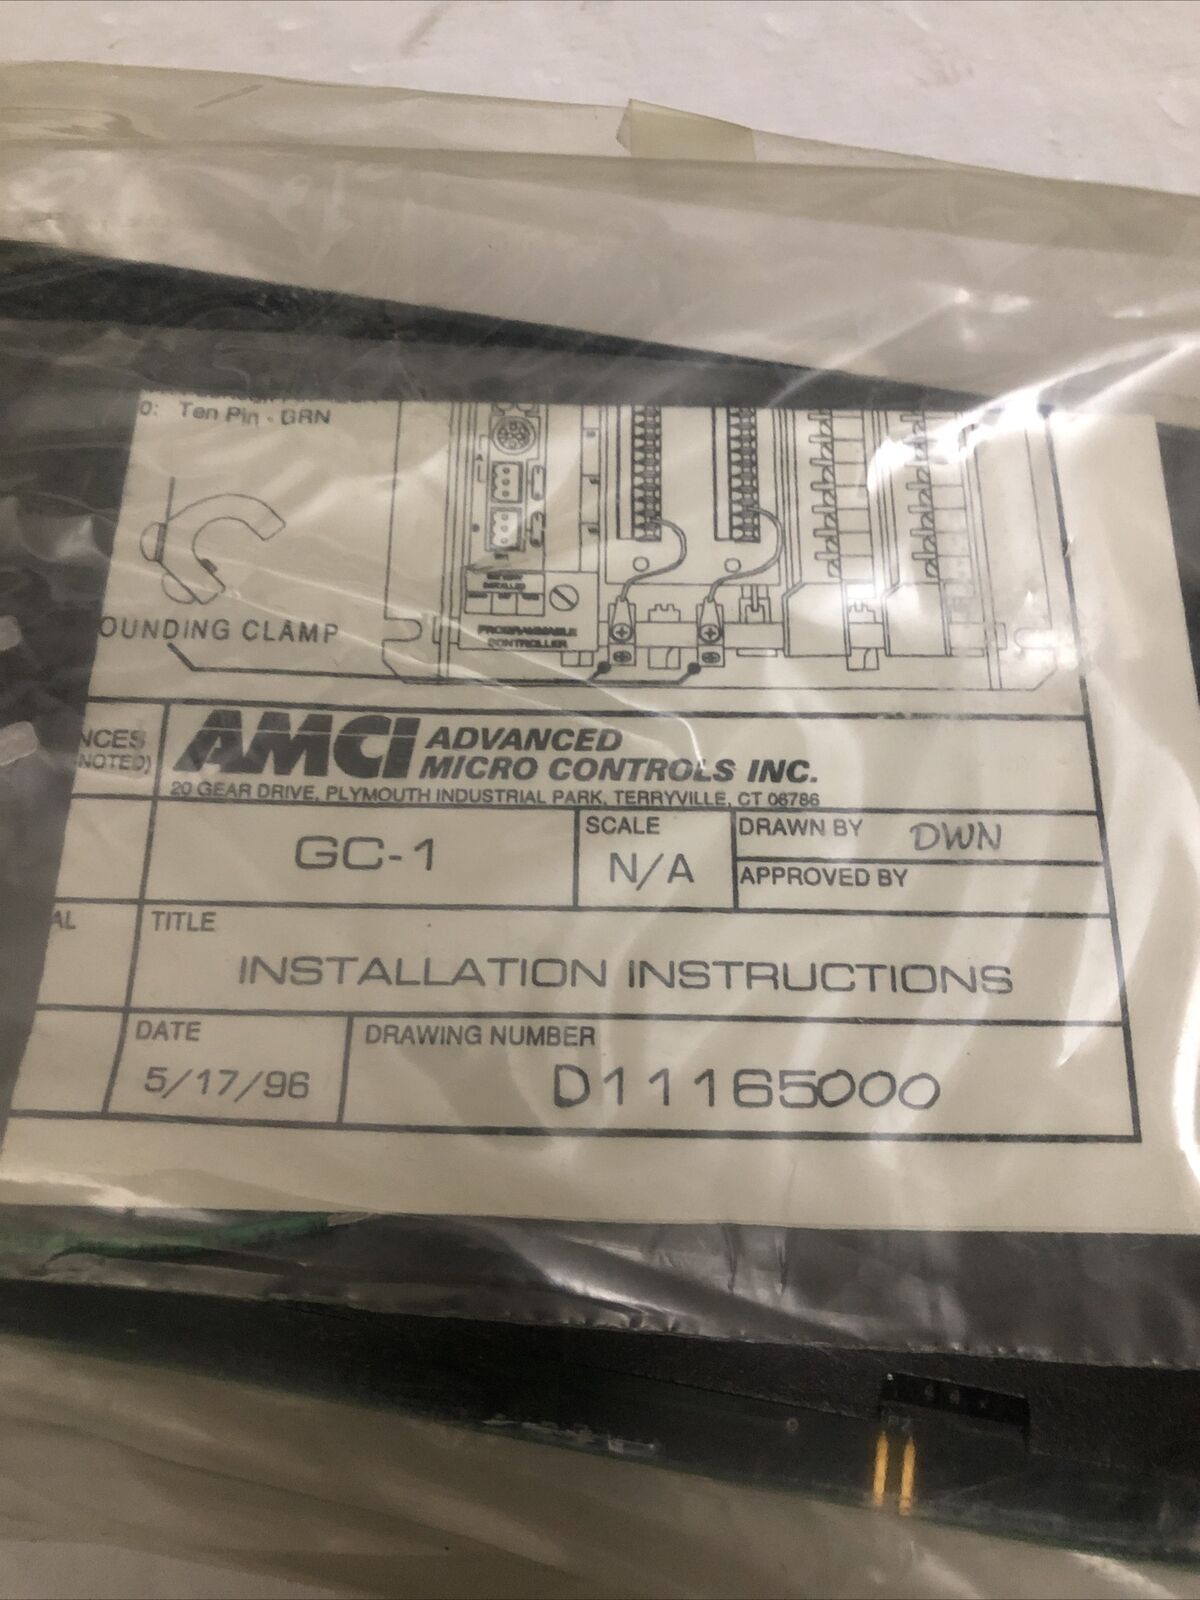 0: Ten Pin - GRN
BATTERY
INSTALLED
PROGRAMMABLE
CONTROLLER
OUNDING CLAMP
NCES
NOTED)
AMCI ADVANCED
MICRO CONTROLS INC.
20 GEAR DRIVE, PLYMOUTH INDUSTRIAL PARK, TERRYVILLE, CT 06786
GC-1
SCALE
N/A
DRAWN BY DWN
APPROVED BY
AL
TITLE
INSTALLATION INSTRUCTIONS
DATE
5/17/96
DRAWING NUMBER
D11165000